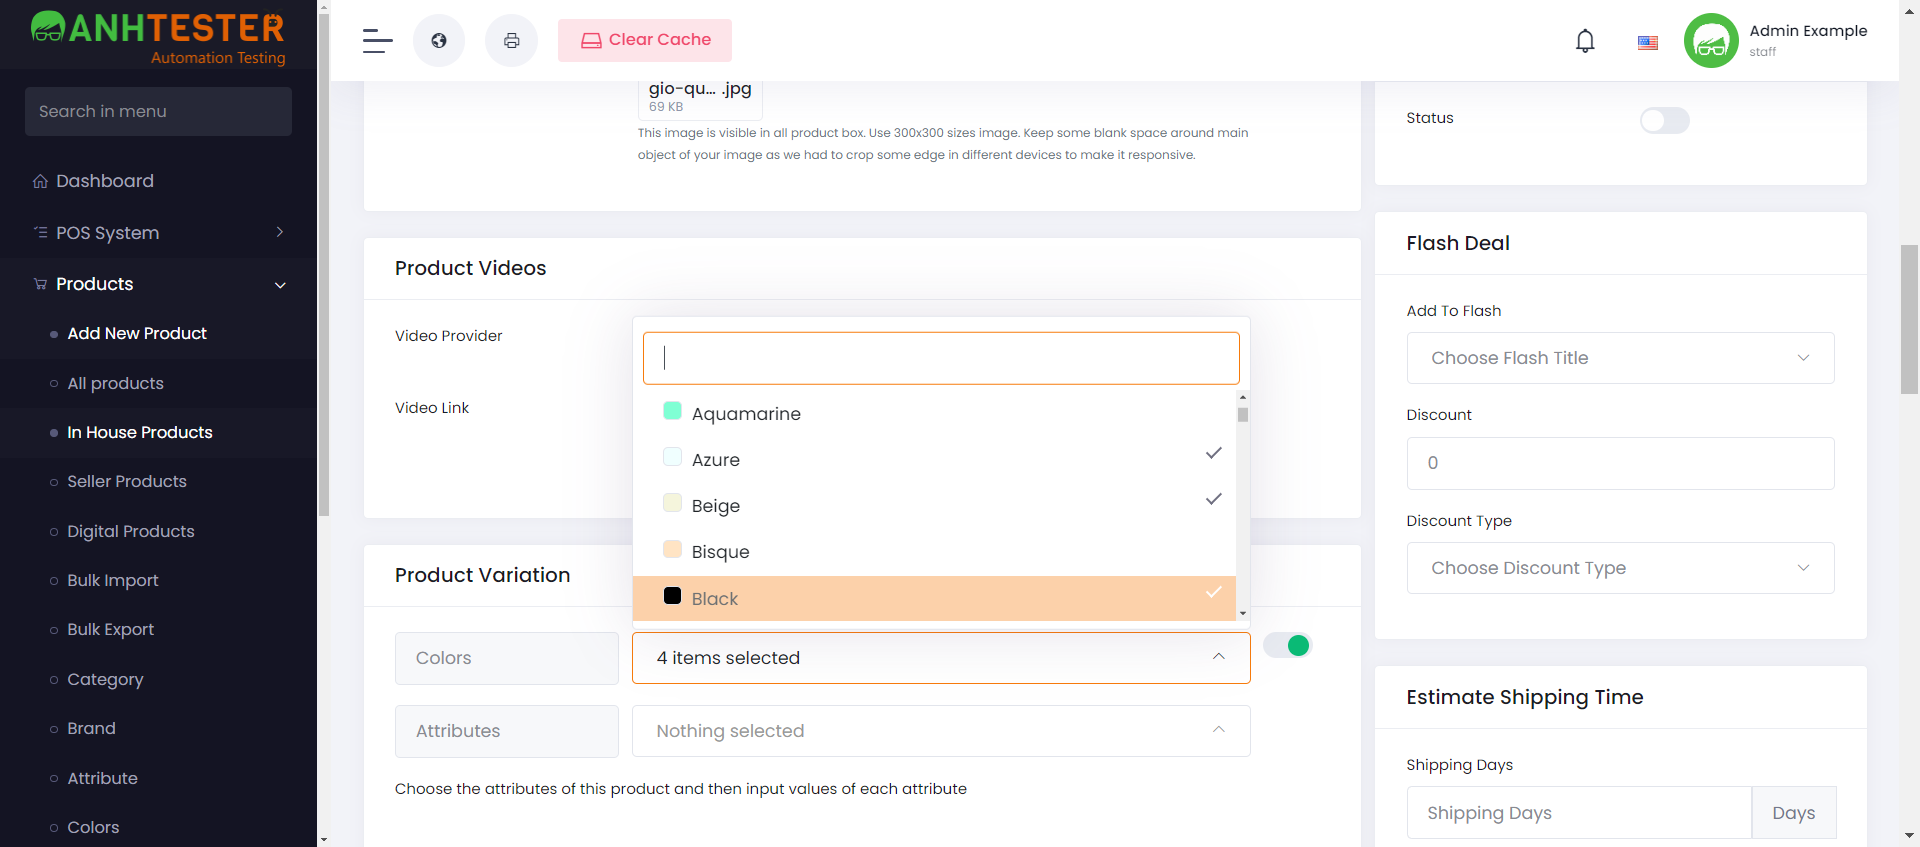 ANHTESTER
Automation Testing
Search in menu
Dashboard
POS System
Products
Add New Product
All products
In House Products
Seller Products
Digital Products
Bulk Import
Bulk Export
Category
Brand
Attribute
Colors
Clear Cache
Admin Example
staff
gio-qu... .jpg
69 KB
This image is visible in all product box. Use 300x300 sizes image. Keep some blank space around main
object of your image as we had to crop some edge in different devices to make it responsive.
Product Videos
Video Provider
Video Link
Aquamarine
Azure
Beige
Bisque
Black
Product Variation
Colors
4 items selected
Attributes
Nothing selected
Choose the attributes of this product and then input values of each attribute
Status
Flash Deal
Add To Flash
Choose Flash Title
Discount
0
Discount Type
Choose Discount Type
Estimate Shipping Time
Shipping Days
Shipping Days
Days